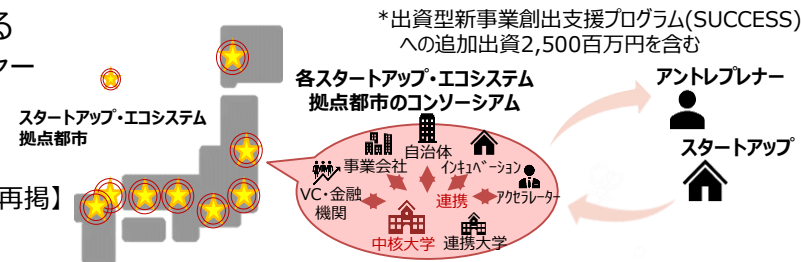 *出資型新事業創出支援プログラム(SUCCESS)
への追加出資2,500百万円を含む
る
スタートアップ・エコシステム
拠点都市
再掲】
各スタートアップ・エコシステム
拠点都市のコンソーシアム
自治体
事業会社
インキュベーション
VC・金融
機関
連携
アクセラレーター
中核大学
連携大学
アントレプレナー
スタートアップ